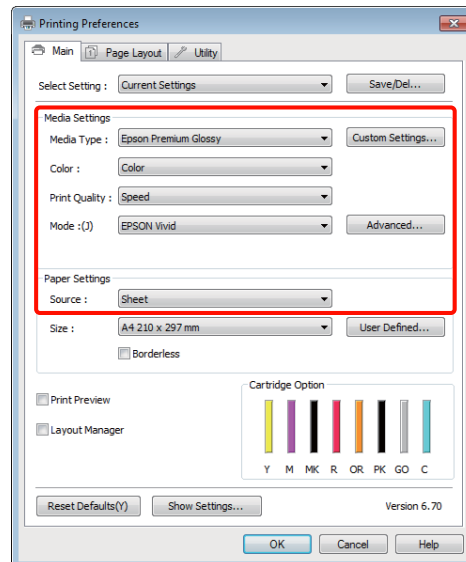 Printing Preferences
Main Page Layout Utility
Select Setting : Current Settings Save/Del...
Media Settings
Media Type : Epson Premium Glossy Custom Settings...
Color : Color
Print Quality : Speed
Mode :(J) EPSON Vivid Advanced...
Paper Settings
Source : Sheet
Size : A4 210 x 297 mm User Defined...
Borderless
Cartridge Option
Print Preview
Layout Manager
Y M MK R OR PK GO C
Reset Defaults(Y) Show Settings... Version 6.70
OK Cancel Help